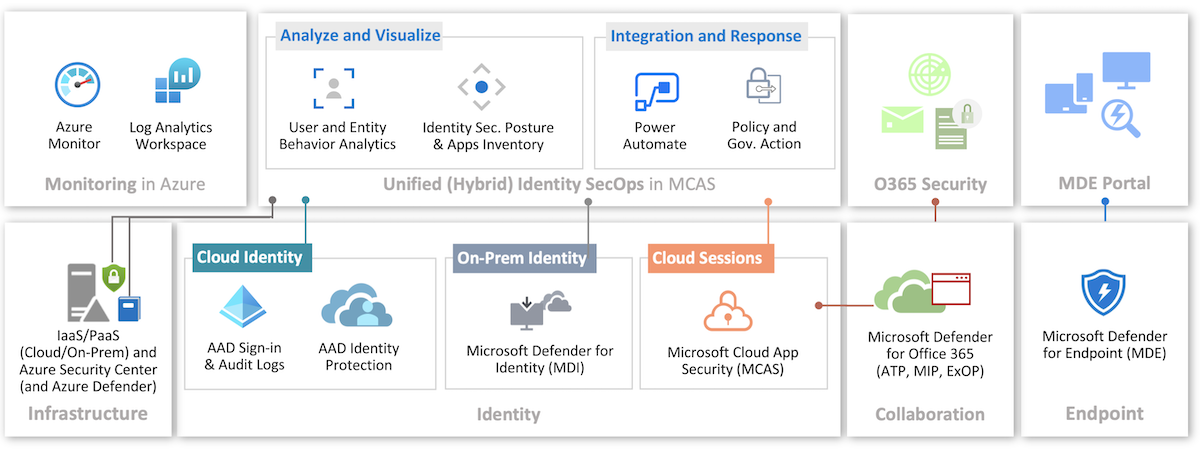 Azure
Monitor
Log Analytics
Workspace
Monitoring in Azure
Analyze and Visualize
User and Entity
Behavior Analytics
Identity Sec. Posture
& Apps Inventory
Integration and Response
Power
Automate
Policy and
Gov. Action
Unified (Hybrid) Identity SecOps in MCAS
O365 Security
MDE Portal
IaaS/PaaS
(Cloud/On-Prem) and
Azure Security Center
(and Azure Defender)
Infrastructure
Cloud Identity
AAD Sign-in
& Audit Logs
AAD Identity
Protection
On-Prem Identity
Microsoft Defender for
Identity (MDI)
Cloud Sessions
Microsoft Cloud App
Security (MCAS)
Identity
Microsoft Defender
for Office 365
(ATP, MIP, ExOP)
Collaboration
Microsoft Defender
for Endpoint (MDE)
Endpoint